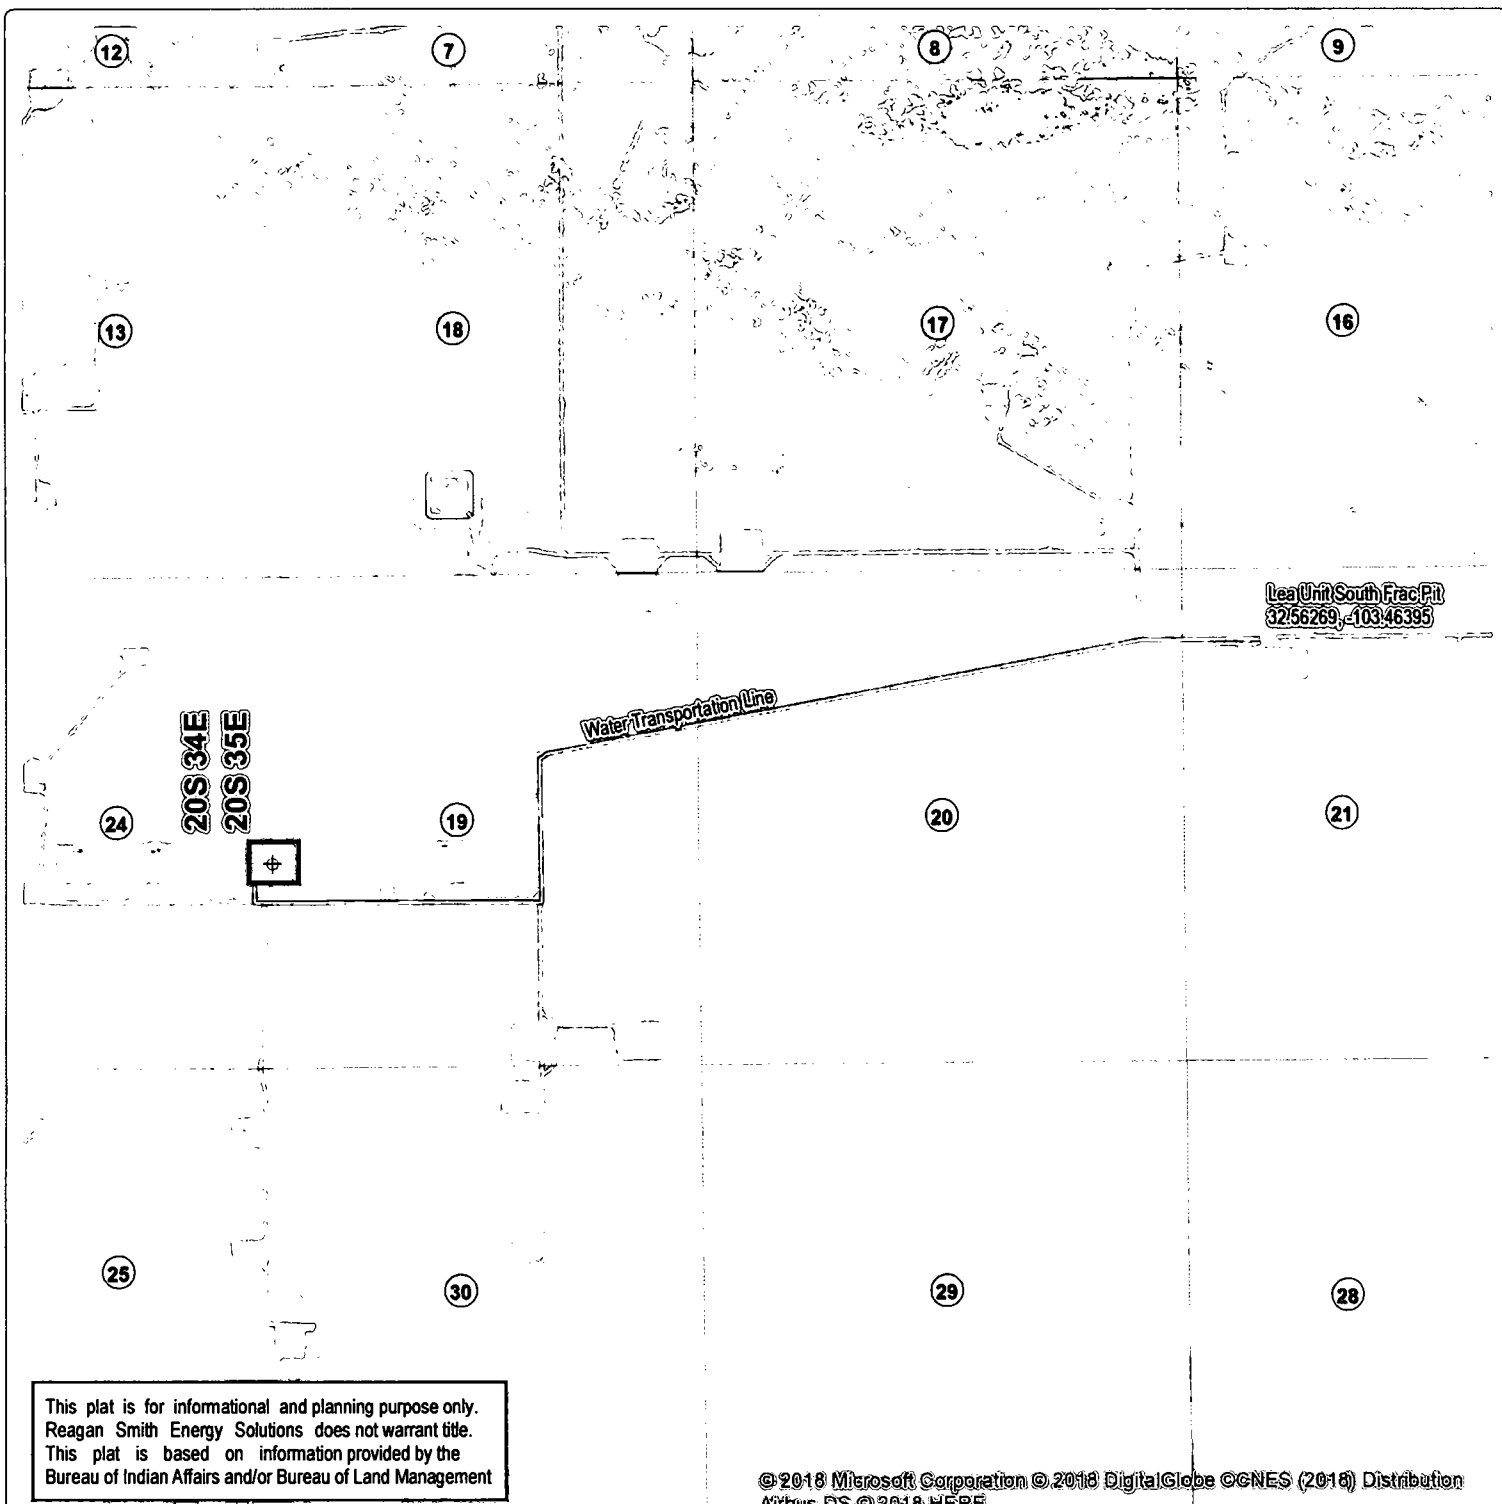 12 7 8 9
13 18 17 16
Lea Unit South Frac Pit
32.56269, -103.46395
Water Transportation Line
20S 34E
20S 35E
24 19 20 21
25 30 29 28
This plat is for informational and planning purpose only.
Reagan Smith Energy Solutions does not warrant title.
This plat is based on information provided by the
Bureau of Indian Affairs and/or Bureau of Land Management
© 2018 Microsoft Corporation © 2018 DigitalGlobe ©CNES (2018) Distribution
Airbus DS © 2018 HERE